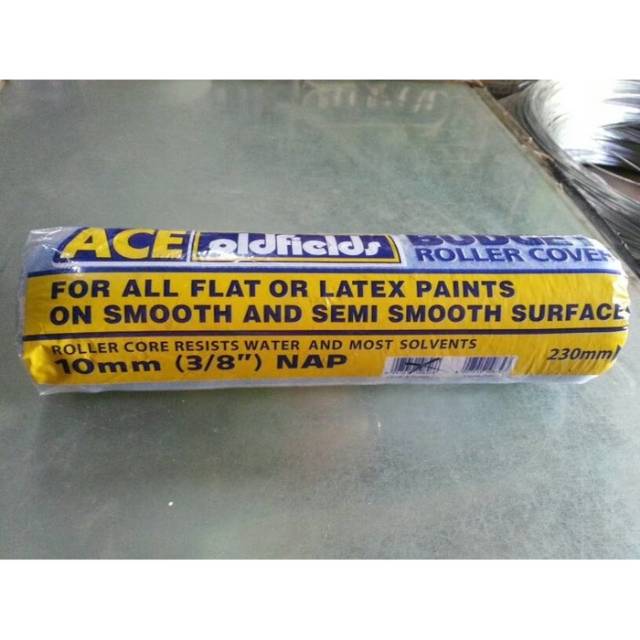 ACE oldfields BUDGET
ROLLER COVER
FOR ALL FLAT OR LATEX PAINTS
ON SMOOTH AND SEMI SMOOTH SURFACES
ROLLER CORE RESISTS WATER AND MOST SOLVENTS
10mm (3/8") NAP
230mm